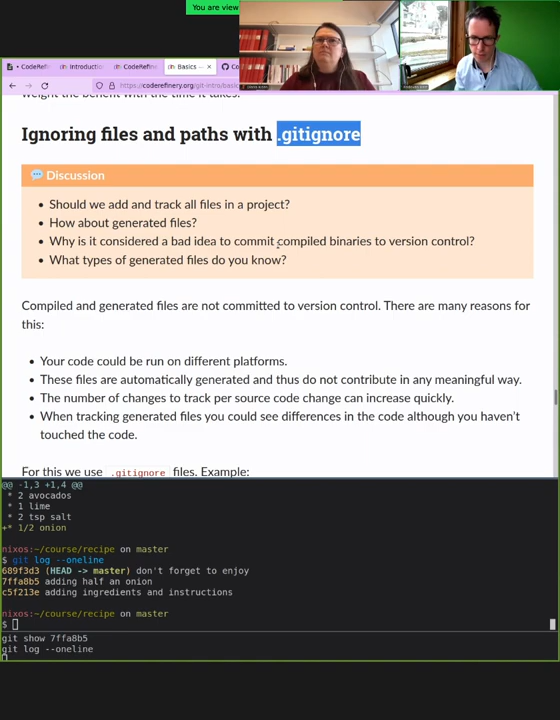 You are view
CodeRefi
Introductio
CodeRefin
Basics —
Co
https://coderefinery.org/git-intro/basic
weight the benefit with the time it takes.
Ignoring files and paths with .gitignore
Discussion
Should we add and track all files in a project?
How about generated files?
Why is it considered a bad idea to commit compiled binaries to version control?
What types of generated files do you know?
Compiled and generated files are not committed to version control. There are many reasons for
this:
Your code could be run on different platforms.
These files are automatically generated and thus do not contribute in any meaningful way.
The number of changes to track per source code change can increase quickly.
When tracking generated files you could see differences in the code although you haven't
touched the code.
For this we use .gitignore files. Example:
@@ -1,3 +1,4 @@
* 2 avocados
* 1 lime
* 2 tsp salt
+* 1/2 onion
nixos:~/course/recipe on master
$ git log --oneline
689f3d3 (HEAD -> master) don't forget to enjoy
7ffa8b5 adding half an onion
c5f213e adding ingredients and instructions
nixos:~/course/recipe on master
$
git show 7ffa8b5
git log --oneline